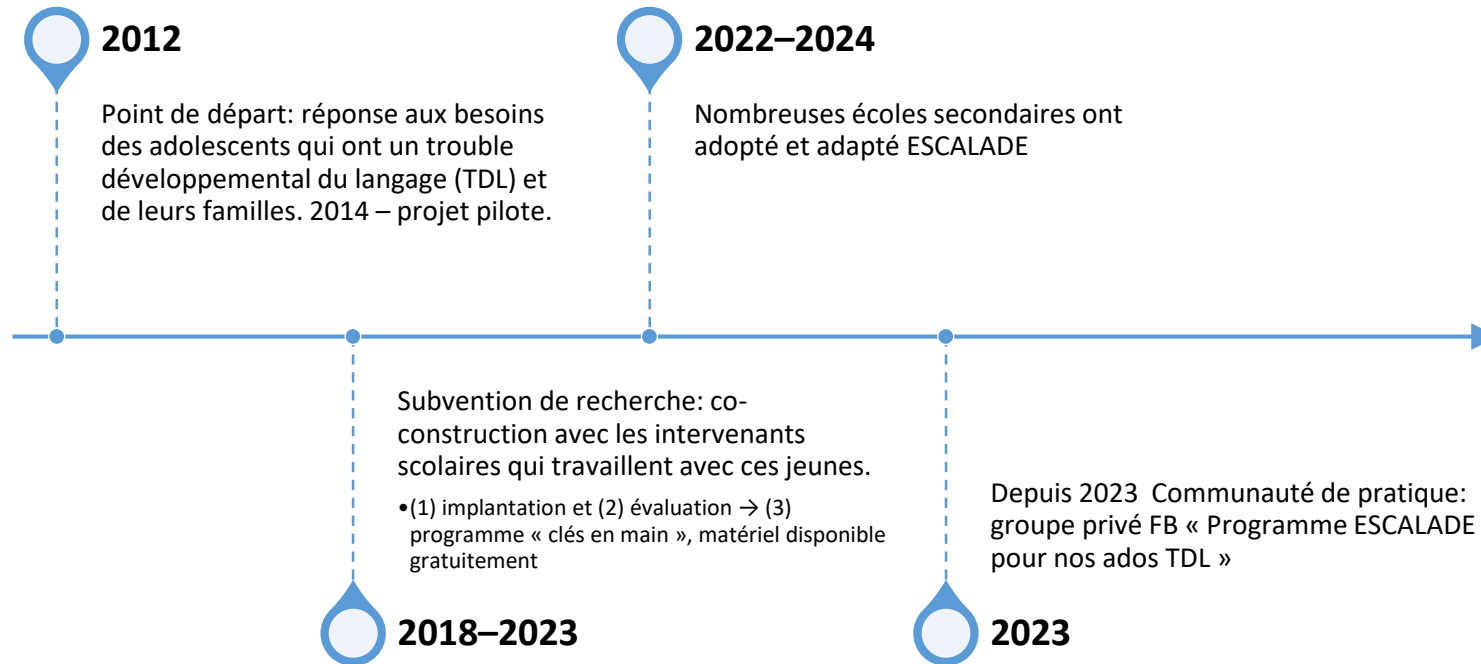 2012
Point de départ: réponse aux besoins
des adolescents qui ont un trouble
développemental du langage (TDL) et
de leurs familles. 2014 – projet pilote.
2022–2024
Nombreuses écoles secondaires ont
adopté et adapté ESCALADE
Subvention de recherche: co-
construction avec les intervenants
scolaires qui travaillent avec ces jeunes.
•(1) implantation et (2) évaluation → (3)
programme « clés en main », matériel disponible
gratuitement
2018–2023
Depuis 2023  Communauté de pratique:
groupe privé FB « Programme ESCALADE
pour nos ados TDL »
2023